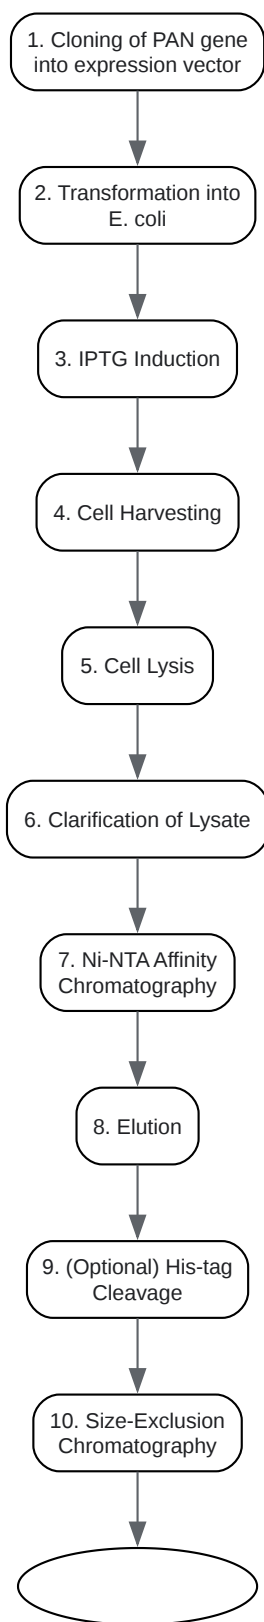 1. Cloning of PAN gene
into expression vector
2. Transformation into
E. coli
3. IPTG Induction
4. Cell Harvesting
5. Cell Lysis
6. Clarification of Lysate
7. Ni-NTA Affinity
Chromatography
8. Elution
9. (Optional) His-tag
Cleavage
10. Size-Exclusion
Chromatography